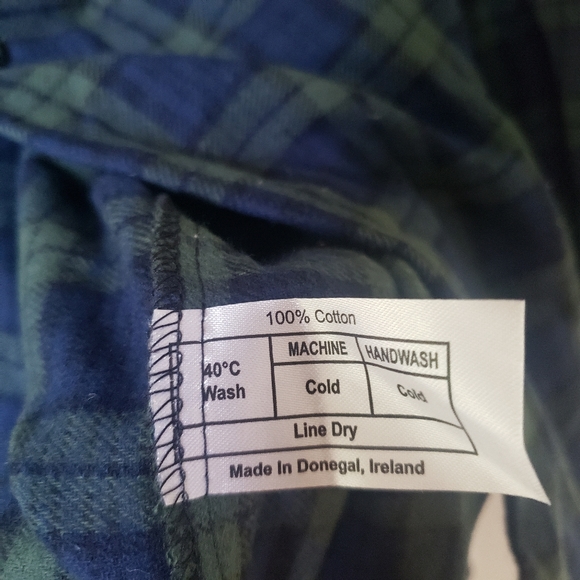 100% Cotton
40°C Wash
MACHINE
Cold
HANDWASH
Cold
Line Dry
Made In Donegal, Ireland